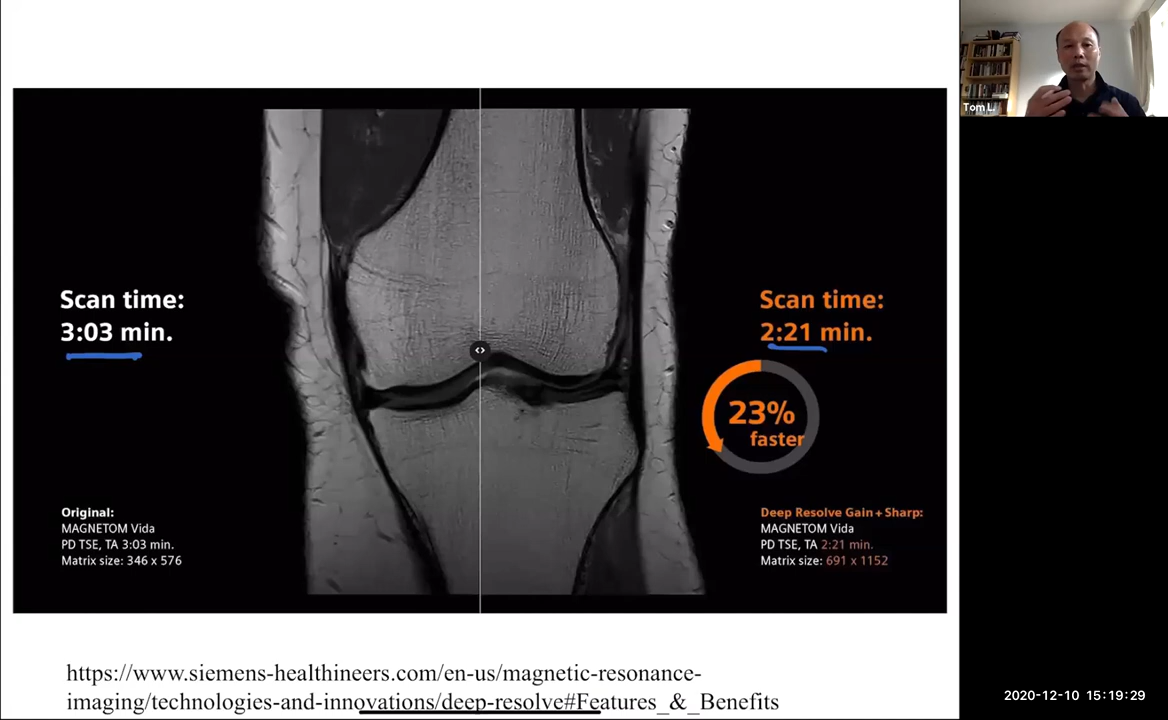 Tom L.
Scan time:
3:03 min.
Scan time:
2:21 min.
23%
faster
Original:
MAGNETOM Vida
PD TSE, TA 3:03 min.
Matrix size: 346 x 576
Deep Resolve Gain + Sharp:
MAGNETOM Vida
PD TSE, TA 2:21 min.
Matrix size: 691 x 1152
https://www.siemens-healthineers.com/en-us/magnetic-resonance-
imaging/technologies-and-innovations/deep-resolve#Features_&_Benefits
2020-12-10 15:19:29